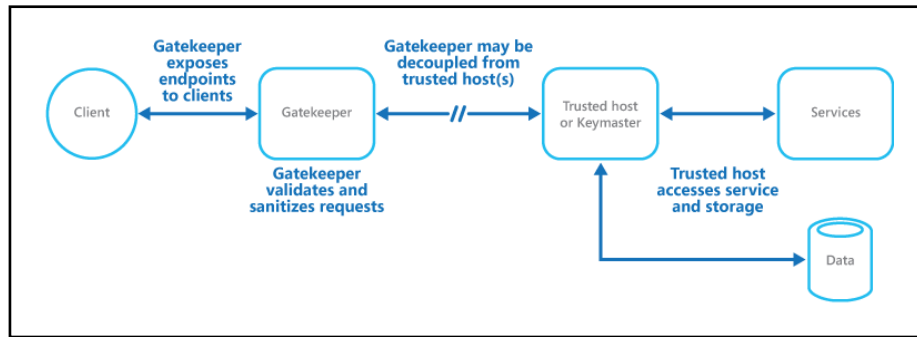 Gatekeeper
exposes
endpoints
to clients
Gatekeeper may be
decoupled from
trusted host(s)
Client
Gatekeeper
Trusted host
or Keymaster
Services
Gatekeeper
validates and
sanitizes requests
Trusted host
accesses service
and storage
Data